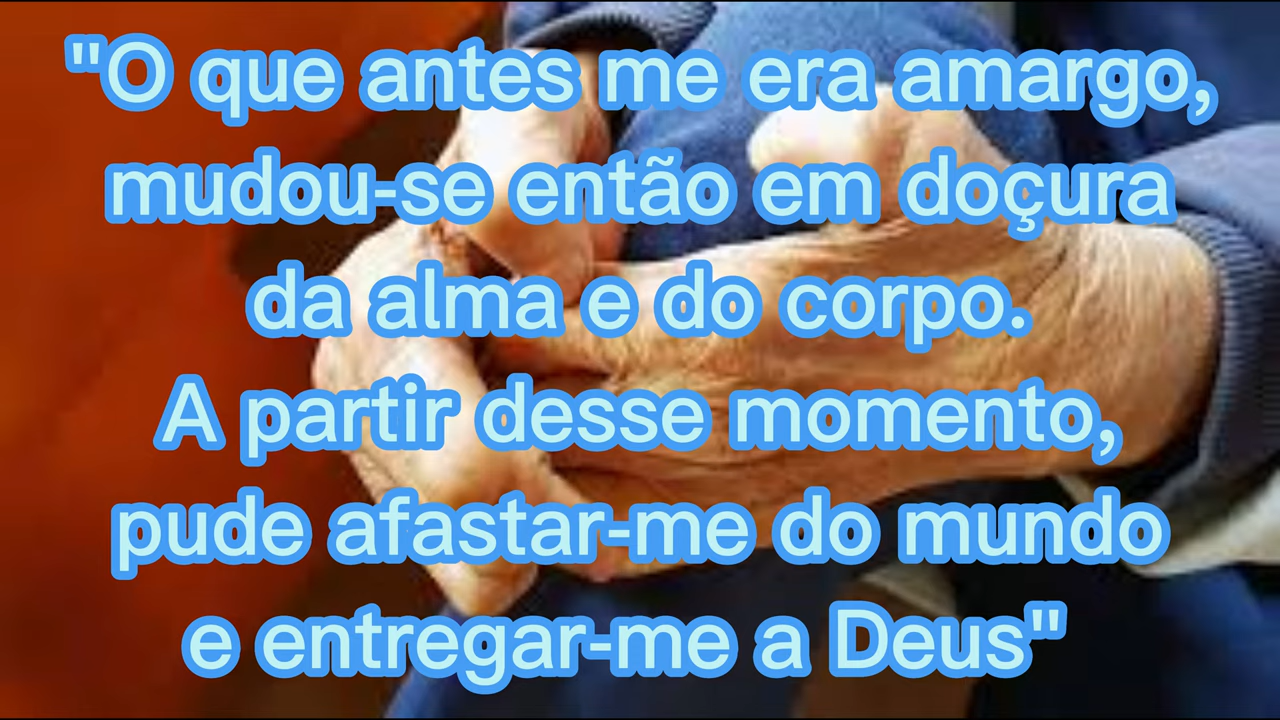 "O que antes me era amargo,
mudou-se então em doçura
da alma e do corpo.
A partir desse momento,
pude afastar-me do mundo
e entregar-me a Deus"